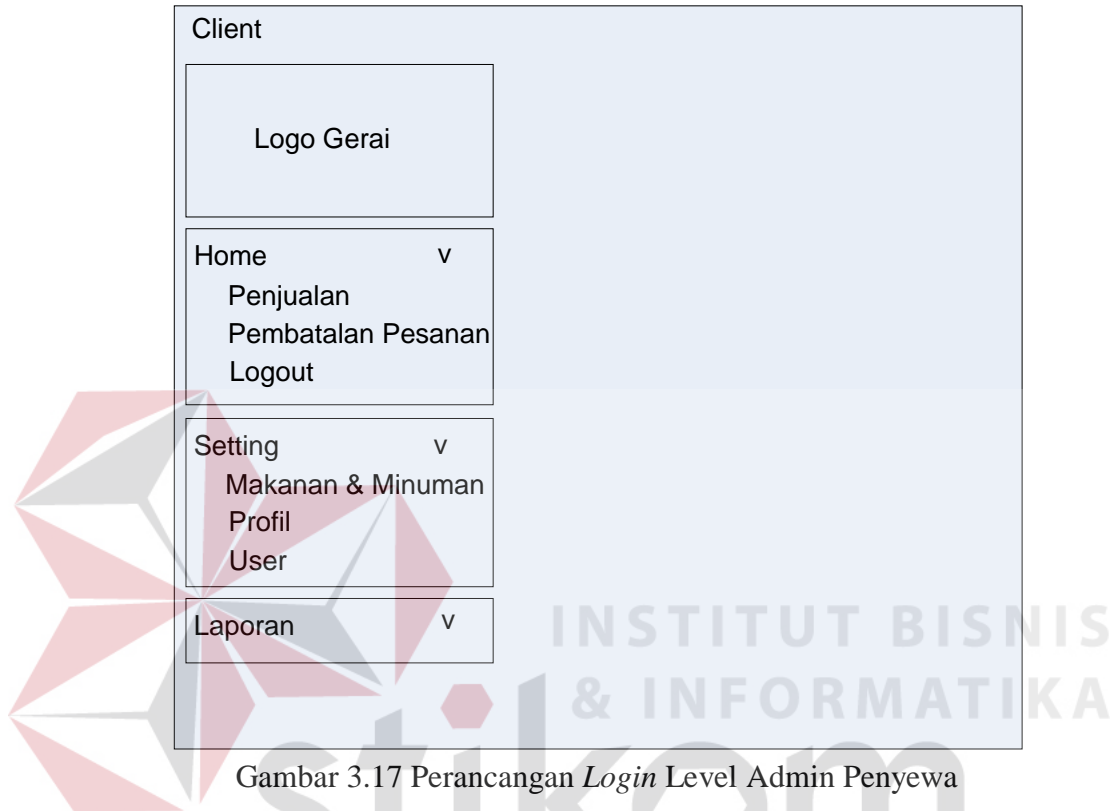 Client
Logo Gerai
Home v
Penjualan
Pembatalan Pesanan
Logout
Setting v
Makanan & Minuman
Profil
User
Laporan v
INSTITUT BISNIS
& INFORMATIKA
stikom
Gambar 3.17 Perancangan Login Level Admin Penyewa